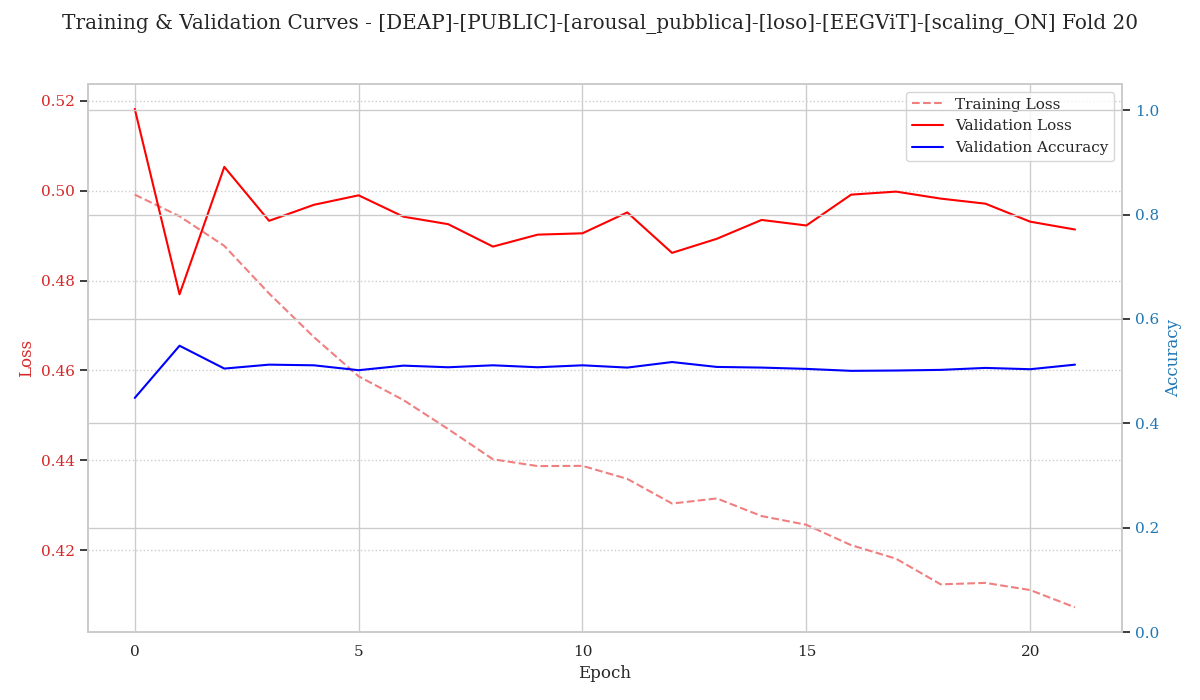 Training & Validation Curves - [DEAP]-[PUBLIC]-[arousal_pubblica]-[loso]-[EEGViT]-[scaling_ON] Fold 20
Training Loss
Validation Loss
Validation Accuracy
0.52
0.50
0.48
0.46
0.44
0.42
Loss
1.0
0.8
0.6
0.4
0.2
0.0
Accuracy
0
5
10
15
20
Epoch